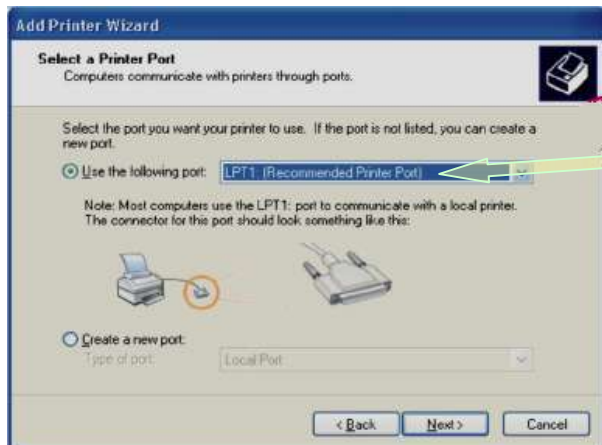 Add Printer Wizard
Select a Printer Port
Computers communicate with printers through ports.
Select the port you want your printer to use. If the port is not listed, you can create a
new port.
Use the following port: LPT1: (Recommended Printer Port)
Note: Most computers use the LPT1: port to communicate with a local printer.
The connector for this port should look something like this:
Create a new port:
Type of port: Local Port
< Back Next > Cancel